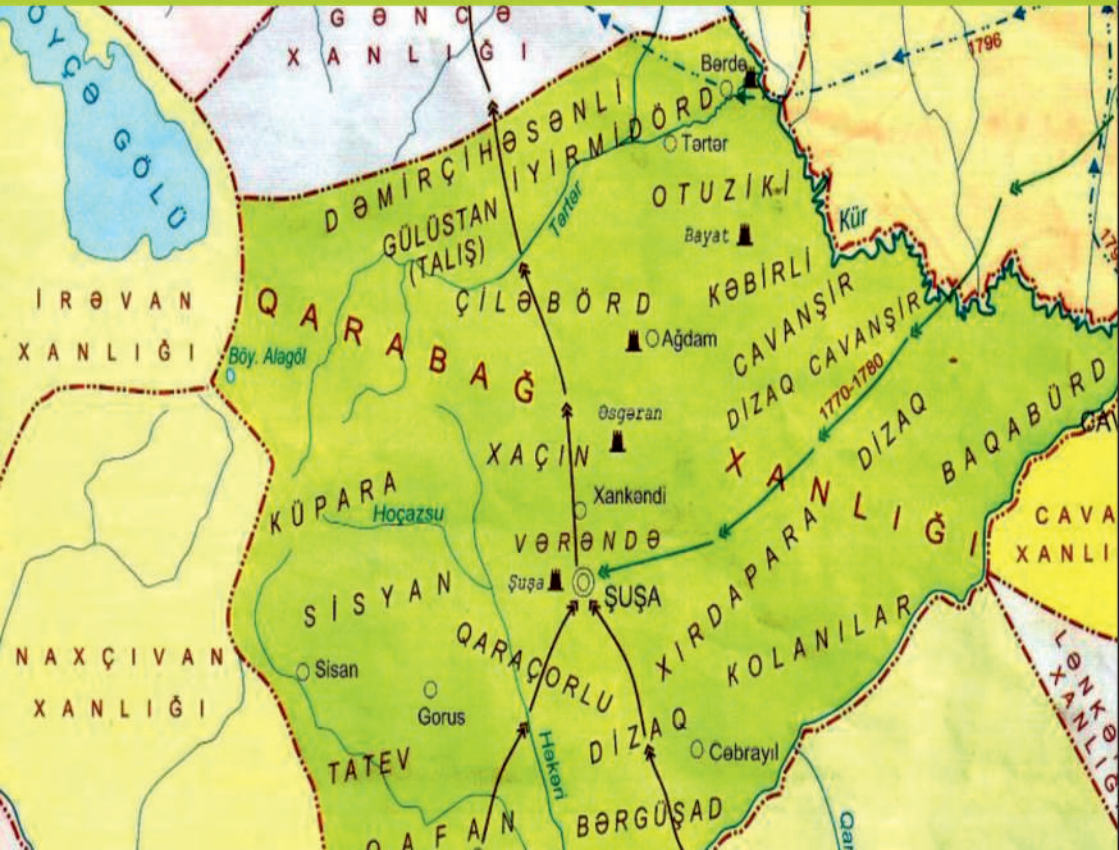 GƏNCƏ
XANLIĞI
GÖYÇƏ GÖLÜ
1796
Bərdə
DƏMİRÇİHƏSƏNLİ
İYİRMİDÖRD
Tərtər
OTUZİKİ
GÜLÜSTAN
(TALIŞ)
Tərtər
Bayat
Kür
KƏBİRLİ
İRƏVAN
XANLIĞI
QARABAĞ
ÇİLƏBÖRD
CAVANŞİR
Böy. Alagöl
Ağdam
DİZAQ CAVANŞİR
1770-1780
DİZAQ
BAQABÜRD
Əsgəran
XAÇIN
XANLIĞI
KÜPARA
Hoçazsu
Xankəndi
VƏRƏNDƏ
CAVA
XANLI
Şuşa
ŞUŞA
SİSYAN
XIRDAPARA
KOLANILAR
QARAÇORLU
NAXÇIVAN
XANLIĞI
Sisan
Gorus
LƏNKƏ
XANLIĞ
DİZAQ
Cəbrayıl
TATEV
Həkəri
QAFAN
BƏRGÜŞAD
Qar